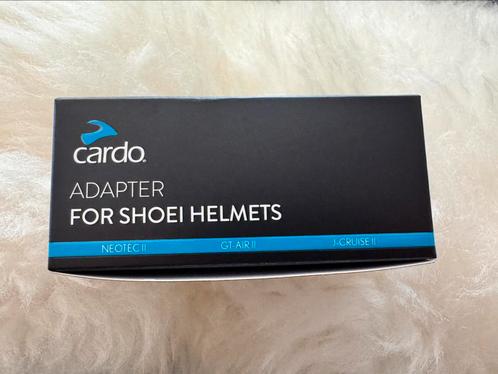 cardo
ADAPTER
FOR SHOEI HELMETS
NEOTEC II GT-AIR II J-CRUISE II